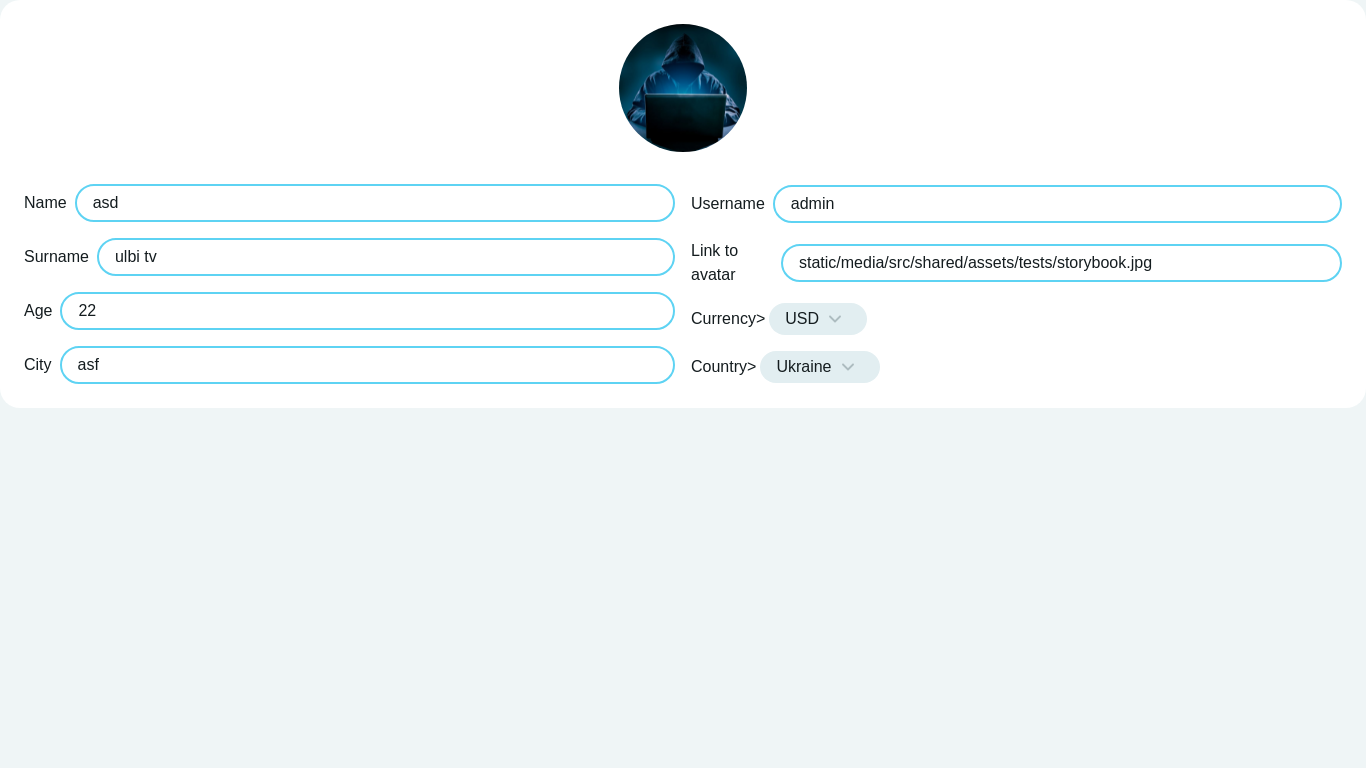 Name asd
Surname ulbi tv
Age 22
City asf
Username admin
Link to
avatar
static/media/src/shared/assets/tests/storybook.jpg
Currency> USD
Country> Ukraine